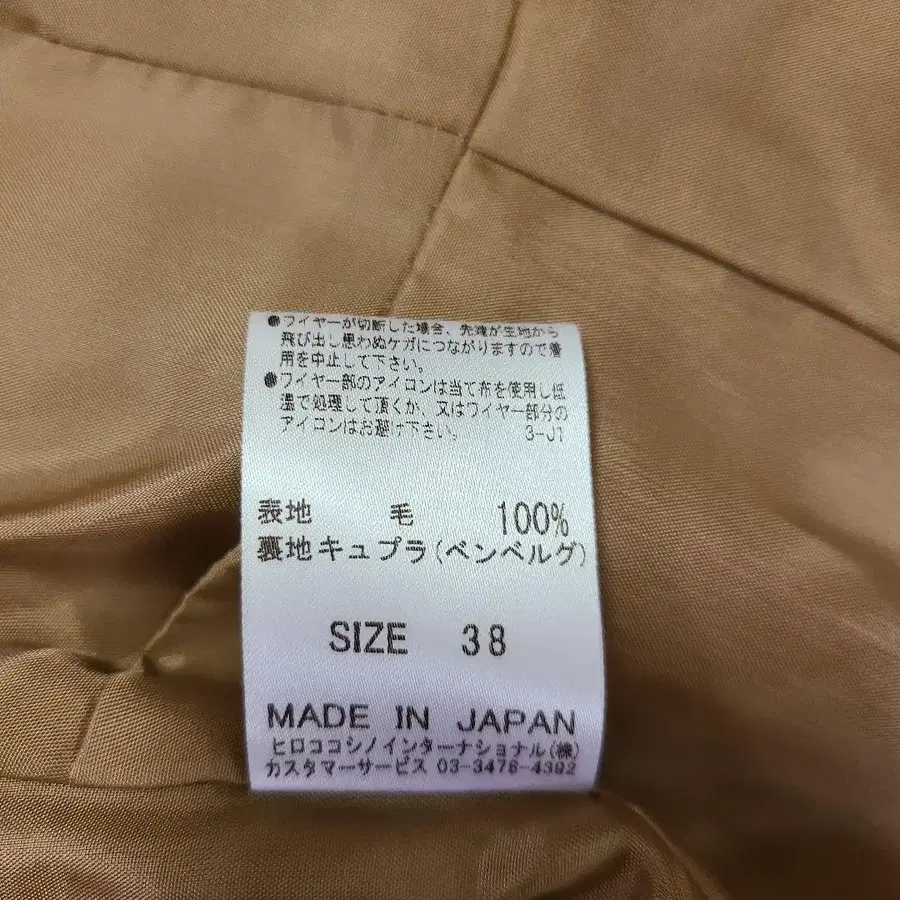 ●ワイヤーが切断した場合、先端が生地から
飛び出し思わぬケガにつながりますので着
用を中止して下さい。
●ワイヤー部のアイロンは当て布を使用し低
温で処理して頂くか、又はワイヤー部分の
アイロンはお避け下さい。 3-J1
表地 毛 100%
裏地キュプラ(ベンベルグ)
SIZE 38
MADE IN JAPAN
ヒロココシノインターナショナル(株)
カスタマーサービス 03-3478-4392